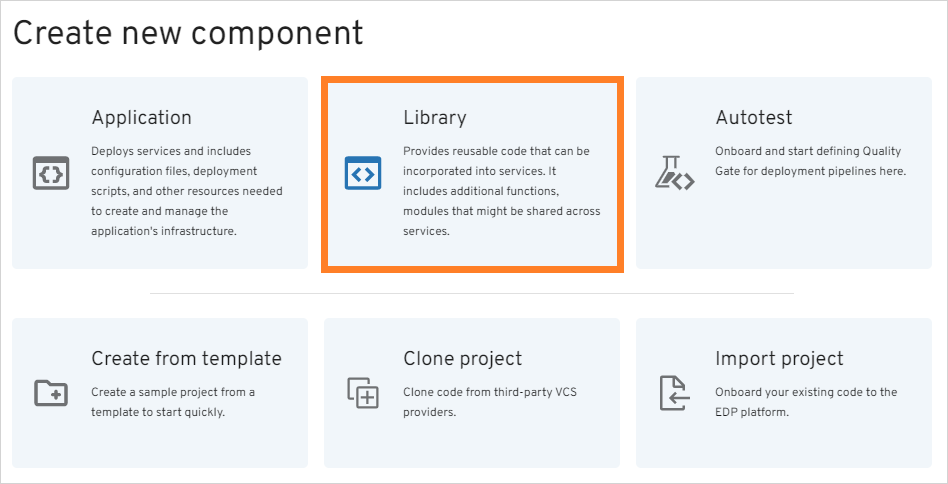 Create new component
Application
Deploys services and includes
configuration files, deployment
scripts, and other resources needed
to create and manage the
application's infrastructure.
Library
Provides reusable code that can be
incorporated into services. It
includes additional functions,
modules that might be shared across
services.
Autotest
Onboard and start defining Quality
Gate for deployment pipelines here.
Create from template
Create a sample project from a
template to start quickly.
Clone project
Clone code from third-party VCS
providers.
Import project
Onboard your existing code to the
EDP platform.